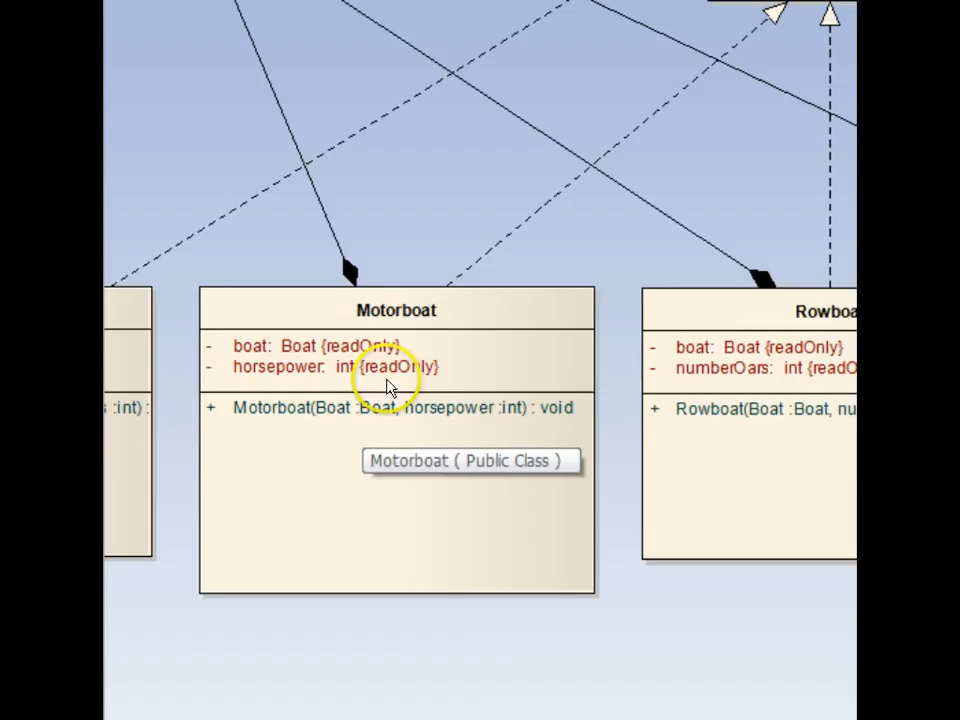 Motorboat
- boat: Boat {readOnly}
- horsepower: int {readOnly}
+ Motorboat(Boat :Boat, horsepower :int) : void
Motorboat ( Public Class )
:int) :
Rowboa
- boat: Boat {readOnly}
- numberOars: int {readO
+ Rowboat(Boat :Boat, nu